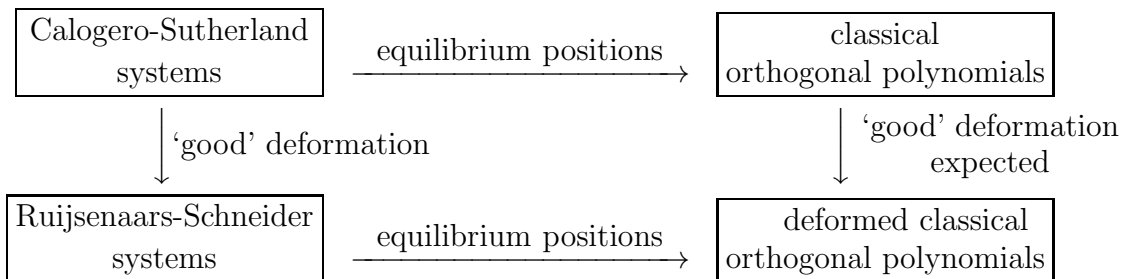 Calogero-Sutherland
systems
equilibrium positions
classical
orthogonal polynomials
‘good’ deformation
‘good’ deformation
expected
Ruijsenaars-Schneider
systems
equilibrium positions
deformed classical
orthogonal polynomials